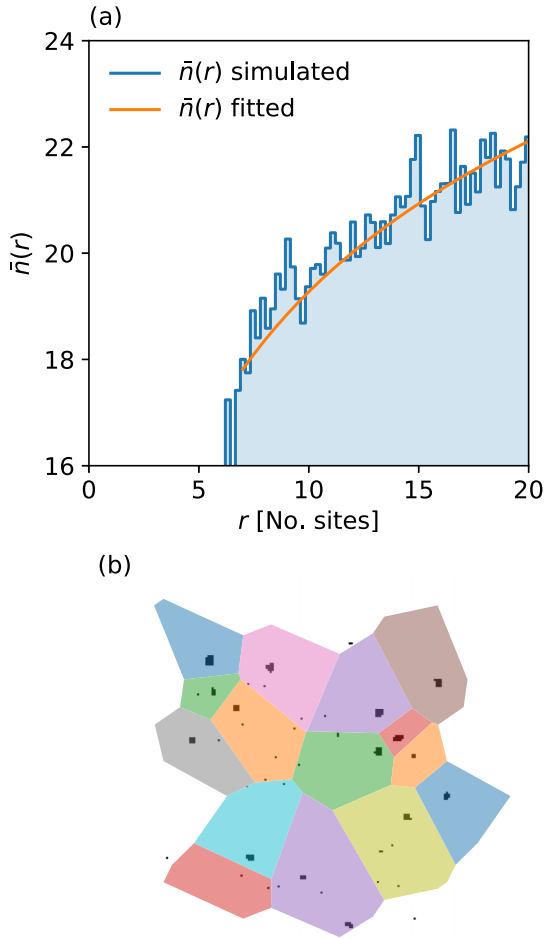 (a)
24
22
20
18
16
n̄(r)
n̄(r) simulated
n̄(r) fitted
0 5 10 15 20
r [No. sites]
(b)